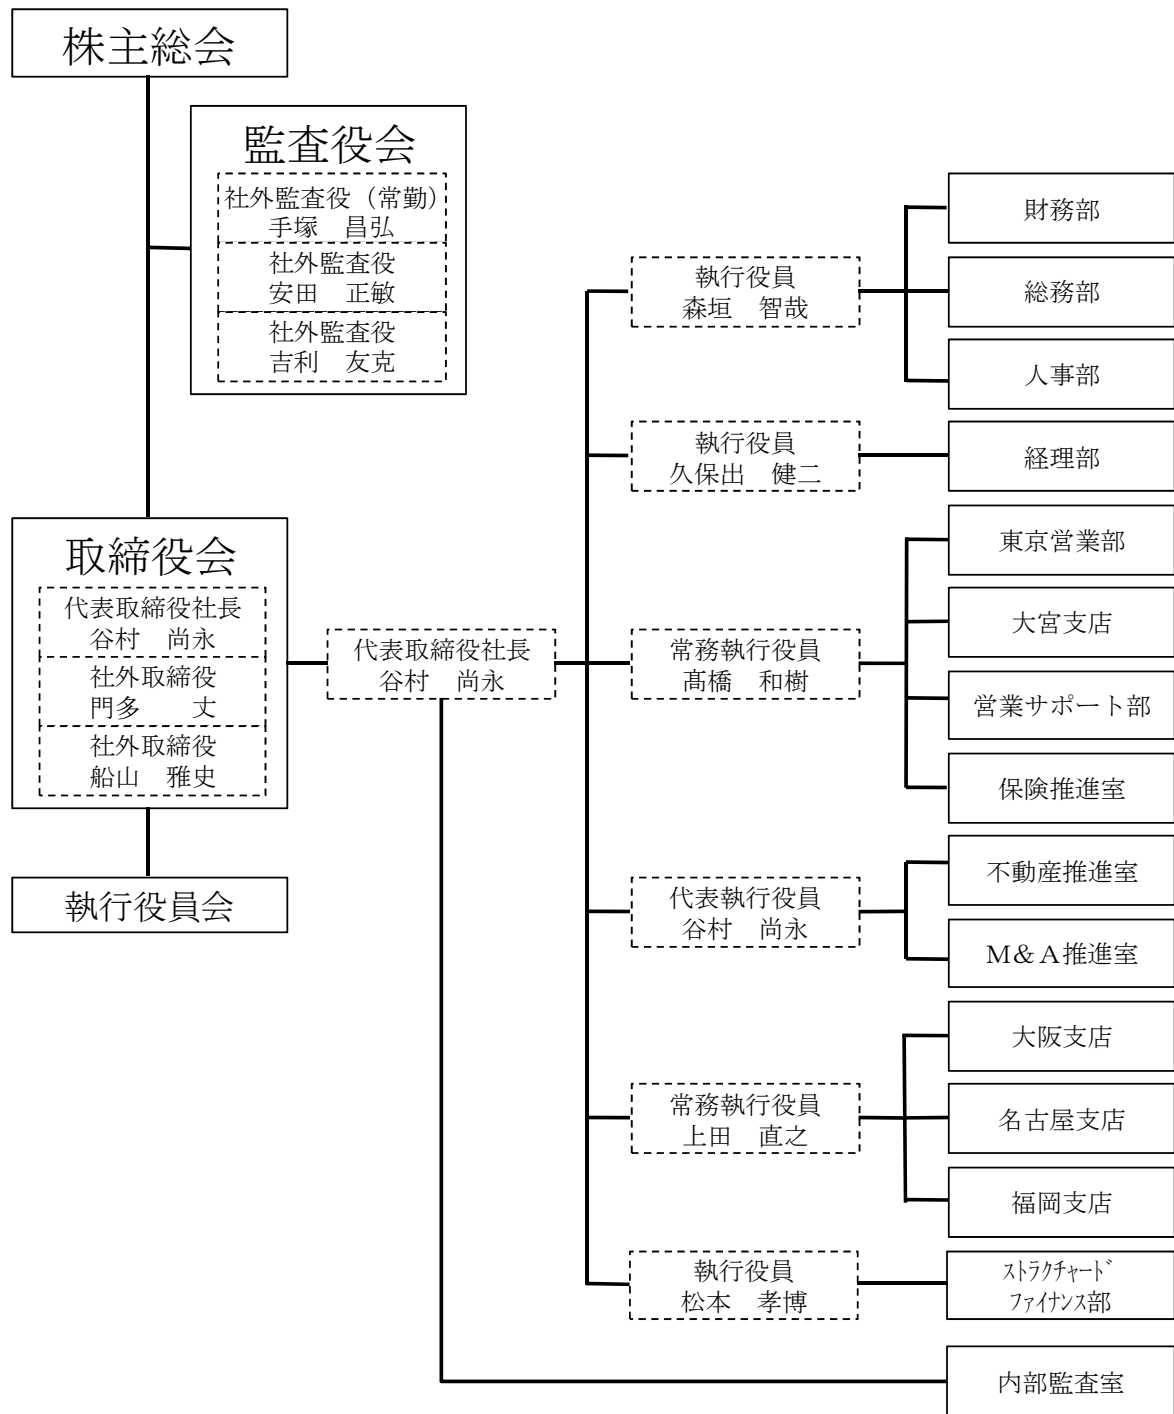 株主総会
監査役会
社外監査役（常勤）
手塚　昌弘
社外監査役
安田　正敏
社外監査役
吉利　友克
取締役会
代表取締役社長
谷村　尚永
社外取締役
門多　　丈
社外取締役
船山　雅史
執行役員会
代表取締役社長
谷村　尚永
執行役員
森垣　智哉
財務部
総務部
人事部
執行役員
久保出　健二
経理部
常務執行役員
髙橋　和樹
東京営業部
大宮支店
営業サポート部
保険推進室
代表執行役員
谷村　尚永
不動産推進室
Ｍ＆Ａ推進室
常務執行役員
上田　直之
大阪支店
名古屋支店
福岡支店
執行役員
松本　孝博
ｽﾄﾗｸﾁｬｰﾄﾞ
ﾌｧｲﾅﾝｽ部
内部監査室